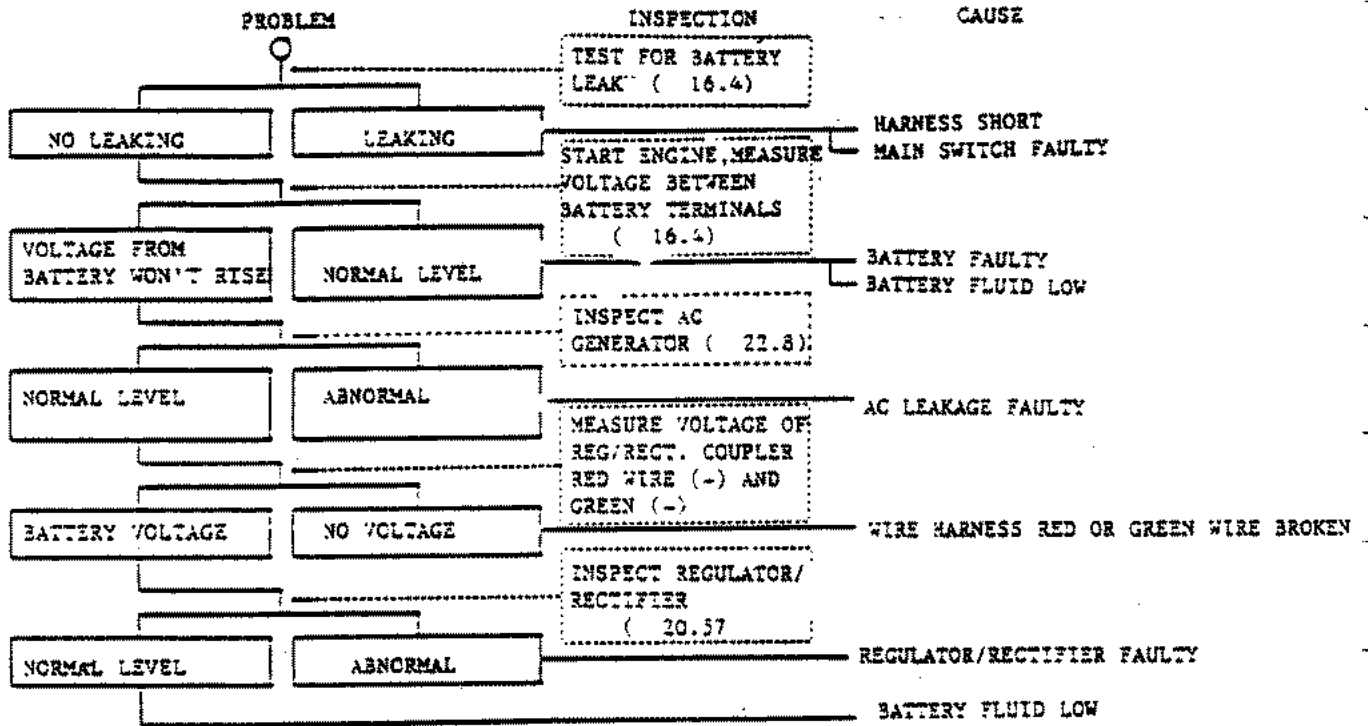 PROBLEM
INSPECTION
CAUSE
TEST FOR BATTERY
LEAK ( 16.4)
NO LEAKING
LEAKING
HARNESS SHORT
MAIN SWITCH FAULTY
START ENGINE,MEASURE
VOLTAGE BETWEEN
BATTERY TERMINALS
( 16.4)
VOLTAGE FROM
BATTERY WON'T RISE
NORMAL LEVEL
BATTERY FAULTY
BATTERY FLUID LOW
INSPECT AC
GENERATOR ( 22.8)
NORMAL LEVEL
ABNORMAL
AC LEAKAGE FAULTY
MEASURE VOLTAGE OF
REG/RECT. COUPLER
RED WIRE (-) AND
GREEN (-)
BATTERY VOLTAGE
NO VOLTAGE
WIRE HARNESS RED OR GREEN WIRE BROKEN
INSPECT REGULATOR/
RECTIFIER
( 20.57
NORMAL LEVEL
ABNORMAL
REGULATOR/RECTIFIER FAULTY
BATTERY FLUID LOW